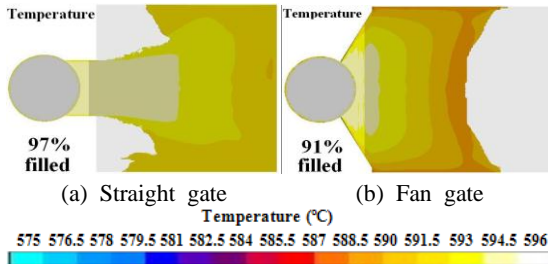 Temperature
Temperature
97%
filled
91%
filled
(a) Straight gate
(b) Fan gate
Temperature (℃)
575 576.5 578 579.5 581 582.5 584 585.5 587 588.5 590 591.5 593 594.5 596